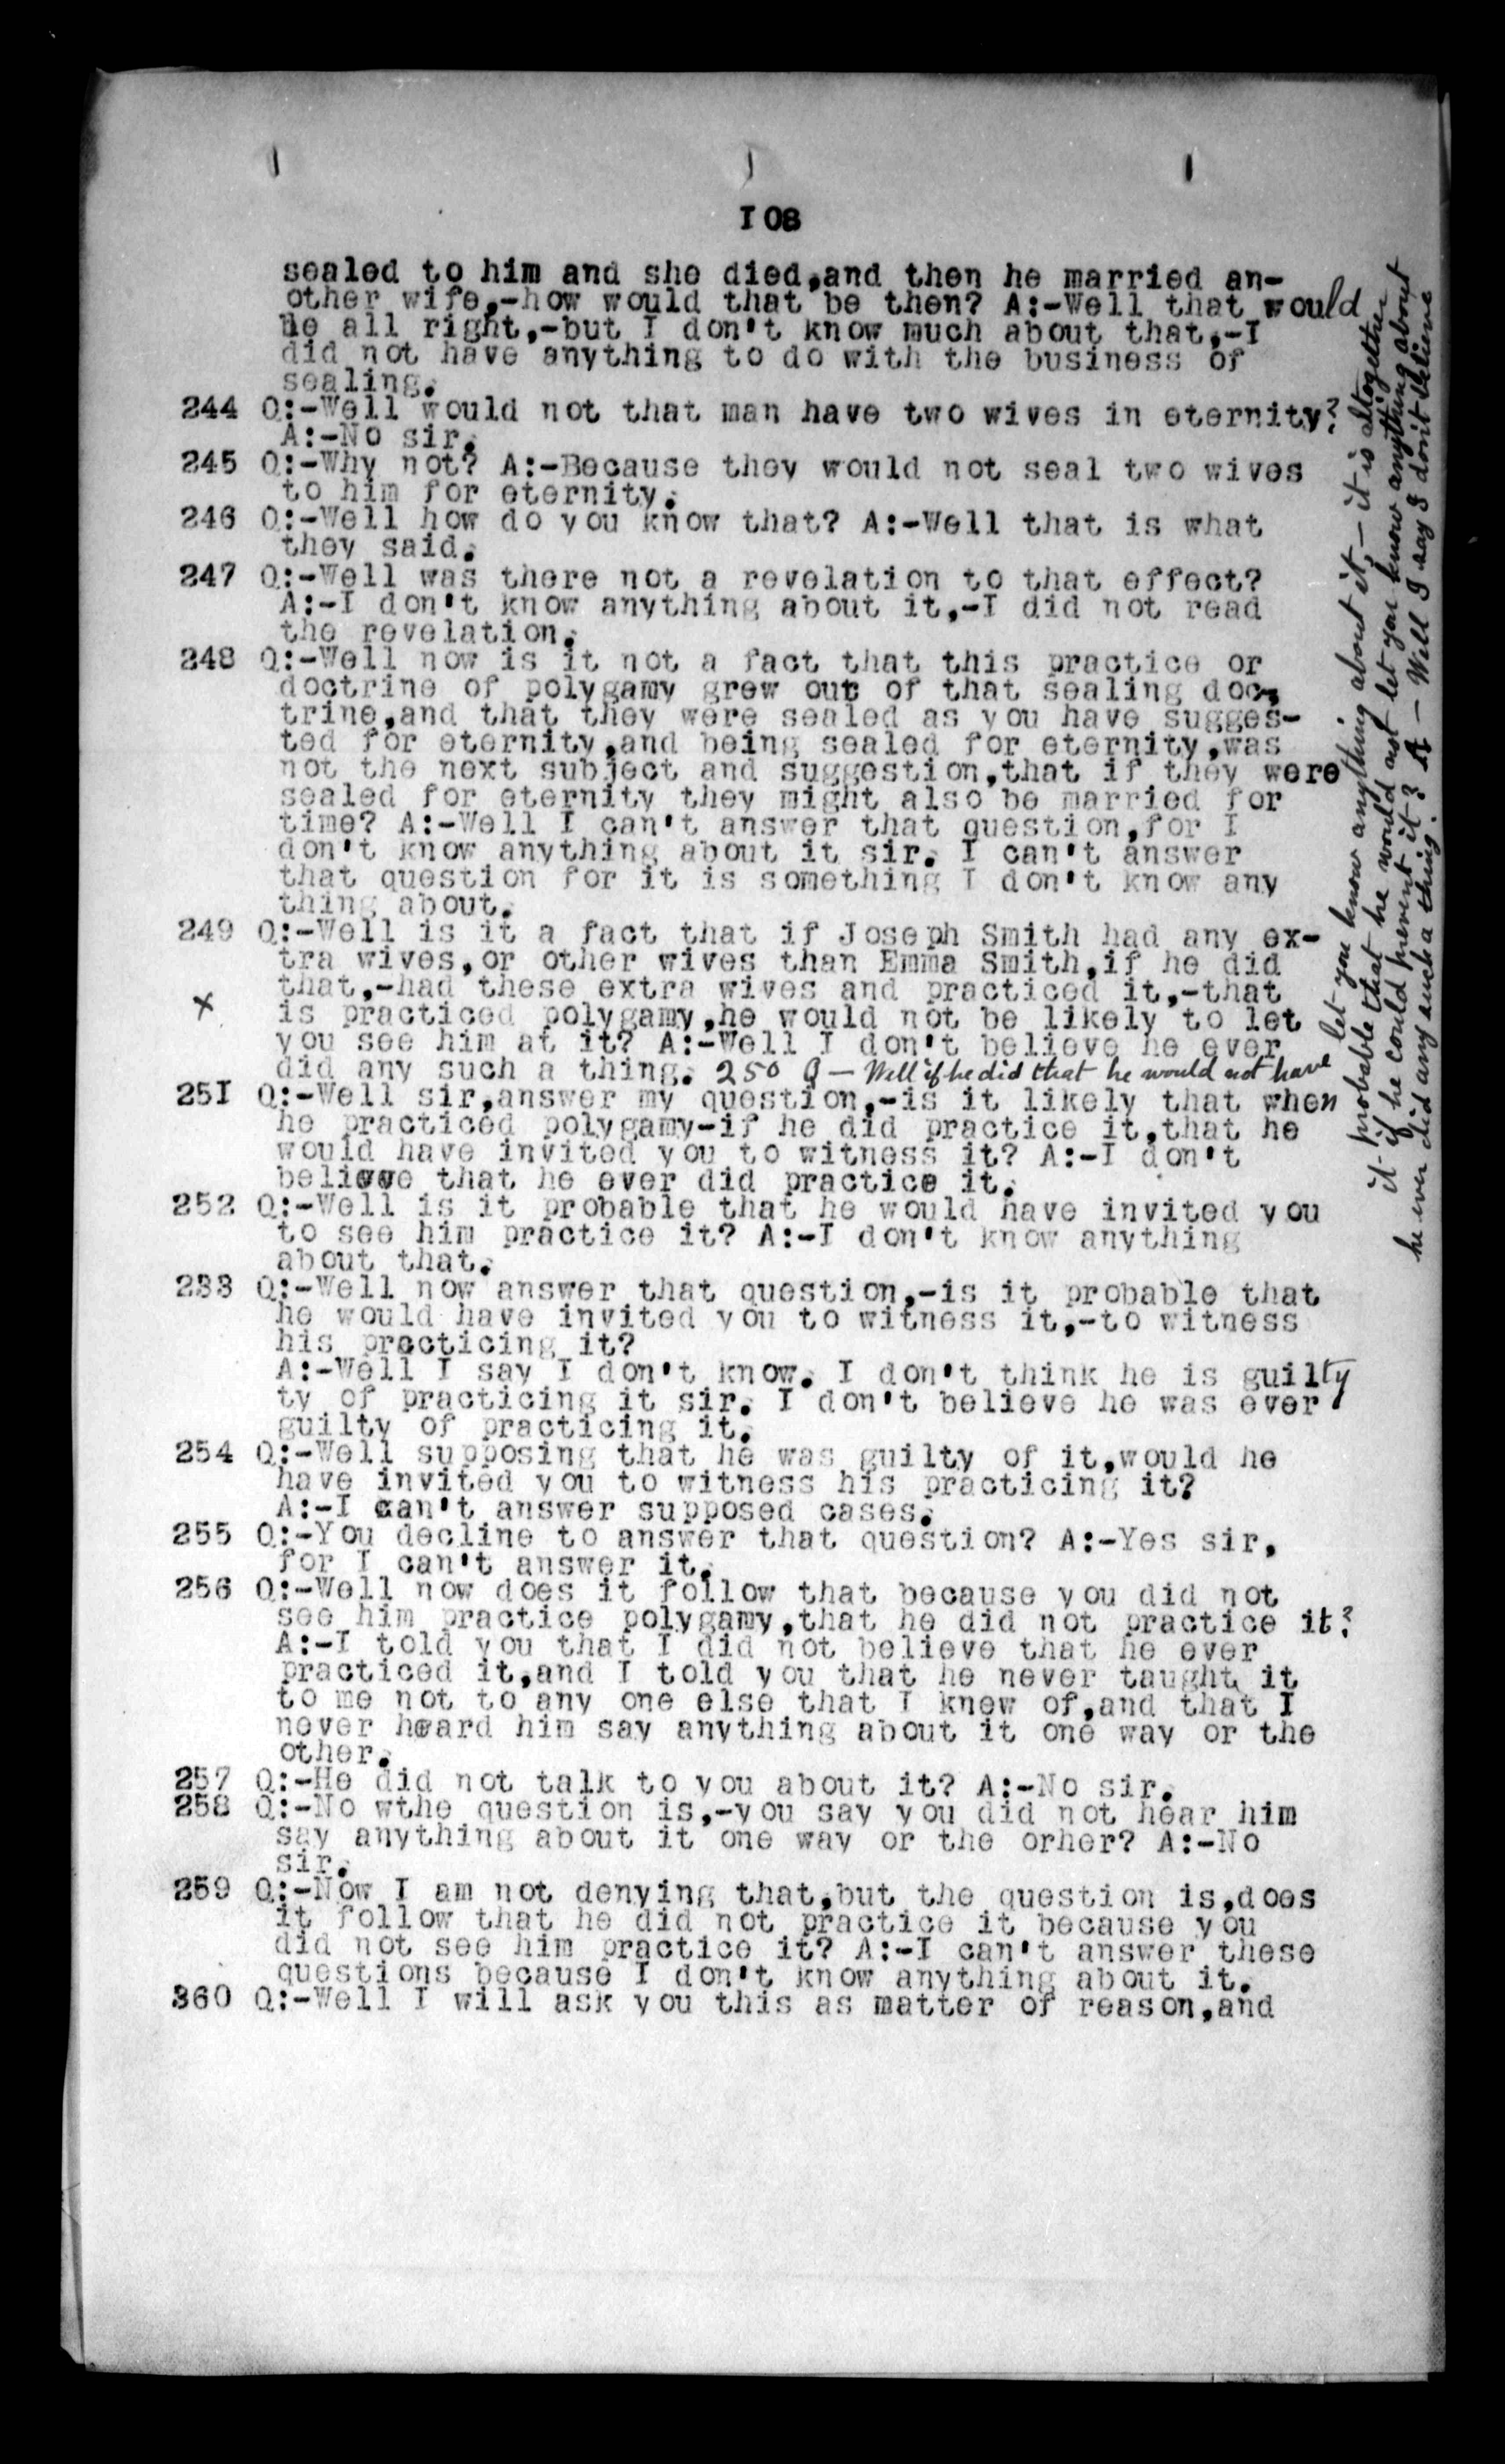 I08
sealed to him and she died,and then he married an-
other wife,-how would that be then? A:-Well that would
be all right,-but I don't know much about that,-I
did not have anything to do with the business of
sealing.
244 Q:-Well would not that man have two wives in eternity?
A:-No sir.
245 Q:-Why not? A:-Because they would not seal two wives
to him for eternity.
246 Q:-Well how do you know that? A:-Well that is what
they said.
247 Q:-Well was there not a revelation to that effect?
A:-I don't know anything about it,-I did not read
the revelation.
248 Q:-Well now is it not a fact that this practice or
doctrine of polygamy grew out of that sealing doc-
trine,and that they were sealed as you have sugges-
ted for eternity,and being sealed for eternity,was
not the next subject and suggestion,that if they were
sealed for eternity they might also be married for
time? A:-Well I can't answer that question,for I
don't know anything about it sir. I can't answer
that question for it is something I don't know any
thing about.
249 Q:-Well is it a fact that if Joseph Smith had any ex-
tra wives,or other wives than Emma Smith,if he did
that,-had these extra wives and practiced it,-that
x is practiced polygamy,he would not be likely to let
you see him at it? A:-Well I don't believe he ever
did any such a thing. 250 Q — Well if he did that he would not have
let you know anything about it, — it is altogether
probable that he would not let you know anything about
it if he could prevent it? A — Well I say I don't believe
he ever did any such a thing.
25I Q:-Well sir,answer my question,-is it likely that when
he practiced polygamy-if he did practice it,that he
would have invited you to witness it? A:-I don't
believe that he ever did practice it.
252 Q:-Well is it probable that he would have invited you
to see him practice it? A:-I don't know anything
about that.
233 Q:-Well now answer that question,-is it probable that
he would have invited you to witness it,-to witness
his practicing it?
A:-Well I say I don't know. I don't think he is guilty
ty of practicing it sir. I don't believe he was ever
guilty of practicing it.
254 Q:-Well supposing that he was guilty of it,would he
have invited you to witness his practicing it?
A:-I can't answer supposed cases.
255 Q:-You decline to answer that question? A:-Yes sir,
for I can't answer it.
256 Q:-Well now does it follow that because you did not
see him practice polygamy,that he did not practice it?
A:-I told you that I did not believe that he ever
practiced it,and I told you that he never taught it
to me not to any one else that I knew of,and that I
never heard him say anything about it one way or the
other.
257 Q:-He did not talk to you about it? A:-No sir.
258 Q:-No wthe question is,-you say you did not hear him
say anything about it one way or the orher? A:-No
sir.
259 Q:-Now I am not denying that,but the question is,does
it follow that he did not practice it because you
did not see him practice it? A:-I can't answer these
questions because I don't know anything about it.
360 Q:-Well I will ask you this as matter of reason,and